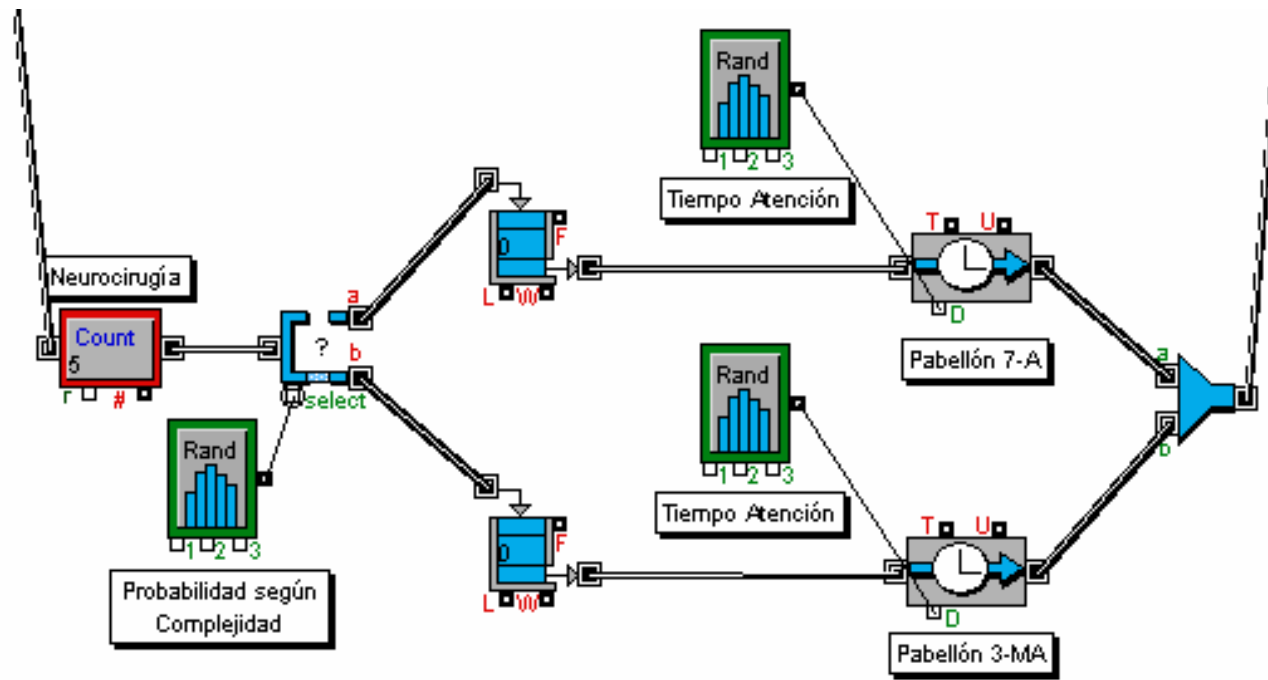 Rand
1 2 3
Tiempo Atención
T U
F
0
L W
D
Pabellón 7-A
Neurocirugía
Count
5
r #
a
?
b
select
Rand
1 2 3
Probabilidad según
Complejidad
a
b
Rand
1 2 3
Tiempo Atención
T U
F
0
L W
D
Pabellón 3-MA